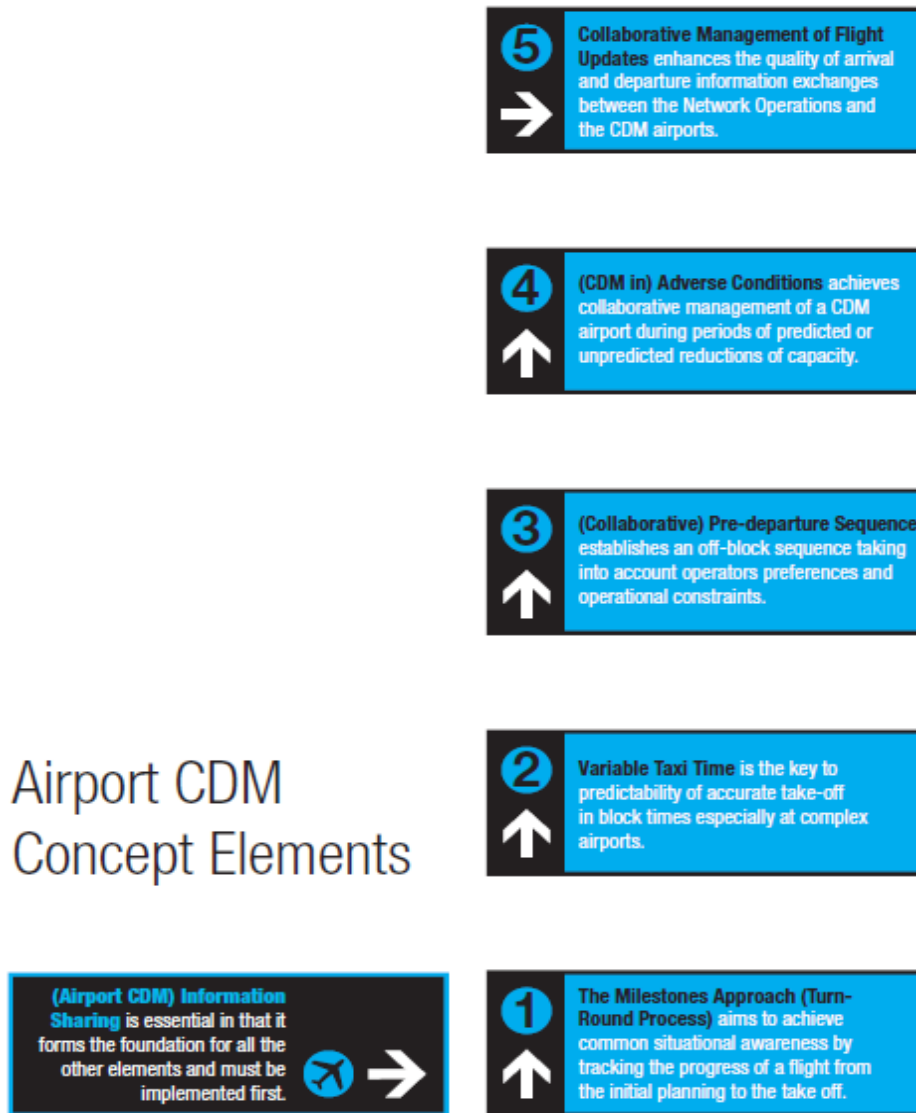 5
Collaborative Management of Flight
Updates enhances the quality of arrival
and departure information exchanges
between the Network Operations and
the CDM airports.
4
(CDM in) Adverse Conditions achieves
collaborative management of a CDM
airport during periods of predicted or
unpredicted reductions of capacity.
3
(Collaborative) Pre-departure Sequence
establishes an off-block sequence taking
into account operators preferences and
operational constraints.
Airport CDM
Concept Elements
2
Variable Taxi Time is the key to
predictability of accurate take-off
in block times especially at complex
airports.
(Airport CDM) Information
Sharing is essential in that it
forms the foundation for all the
other elements and must be
implemented first.
1
The Milestones Approach (Turn-
Round Process) aims to achieve
common situational awareness by
tracking the progress of a flight from
the initial planning to the take off.